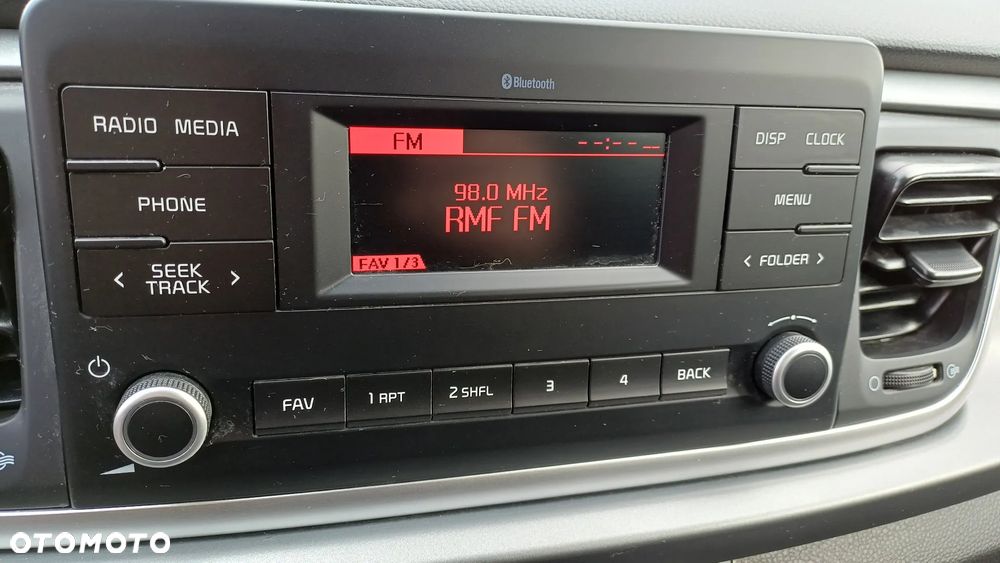 Bluetooth
RADIO MEDIA
PHONE
< SEEK >
TRACK
FM --:-- __
98.0 MHz
RMF FM
FAV 1/3
DISP CLOCK
MENU
< FOLDER >
FAV
1 RPT
2 SHFL
3
4
BACK
OTOMOTO